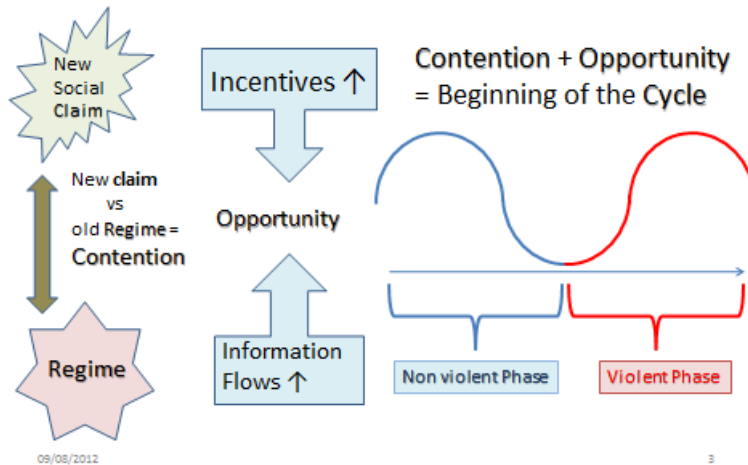 New
Social
Claim
New claim
vs
old Regime =
Contention
Regime
Incentives ↑
Opportunity
Information
Flows ↑
Contention + Opportunity
= Beginning of the Cycle
Non violent Phase
Violent Phase
09/08/2012
3